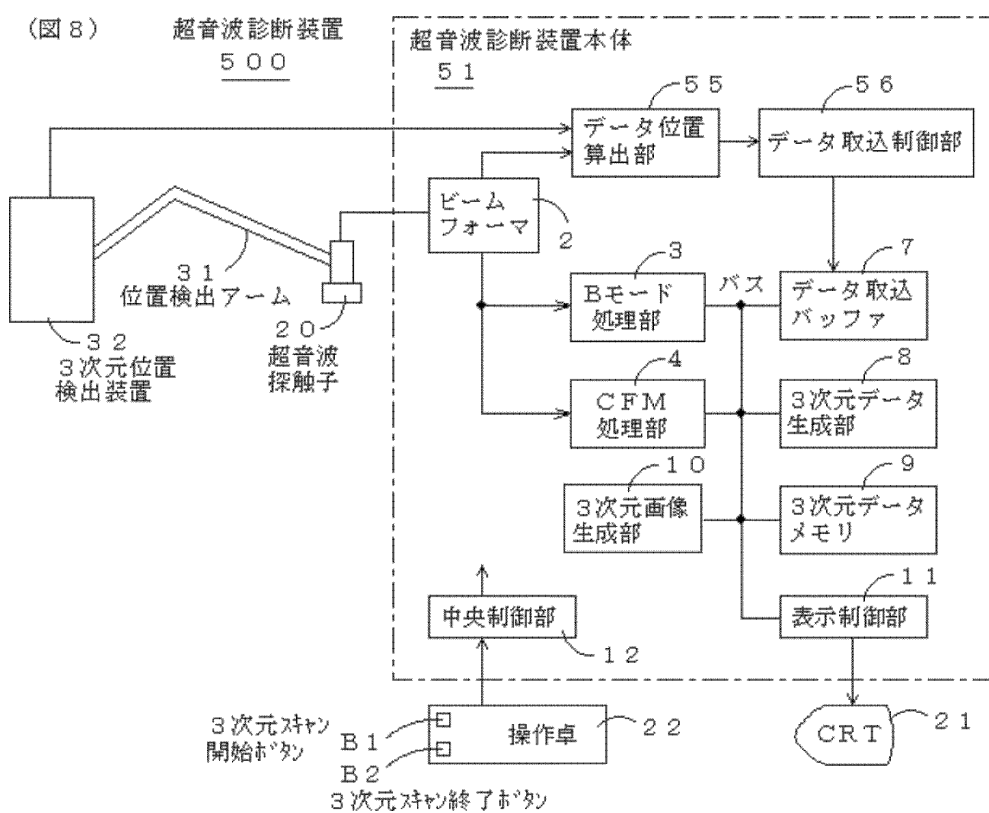 (図8)
超音波診断装置
500
超音波診断装置本体
51
55
データ位置
算出部
56
データ取込制御部
ビーム
フォーマ
2
31
位置検出アーム
32
3次元位置
検出装置
20
超音波
探触子
3
Bモード
処理部
バス
7
データ取込
バッファ
4
CFM
処理部
8
3次元データ
生成部
10
3次元画像
生成部
9
3次元データ
メモリ
中央制御部
12
11
表示制御部
3次元スキャン
開始ボタン
B1
B2
操作卓
22
3次元スキャン終了ボタン
CRT
21